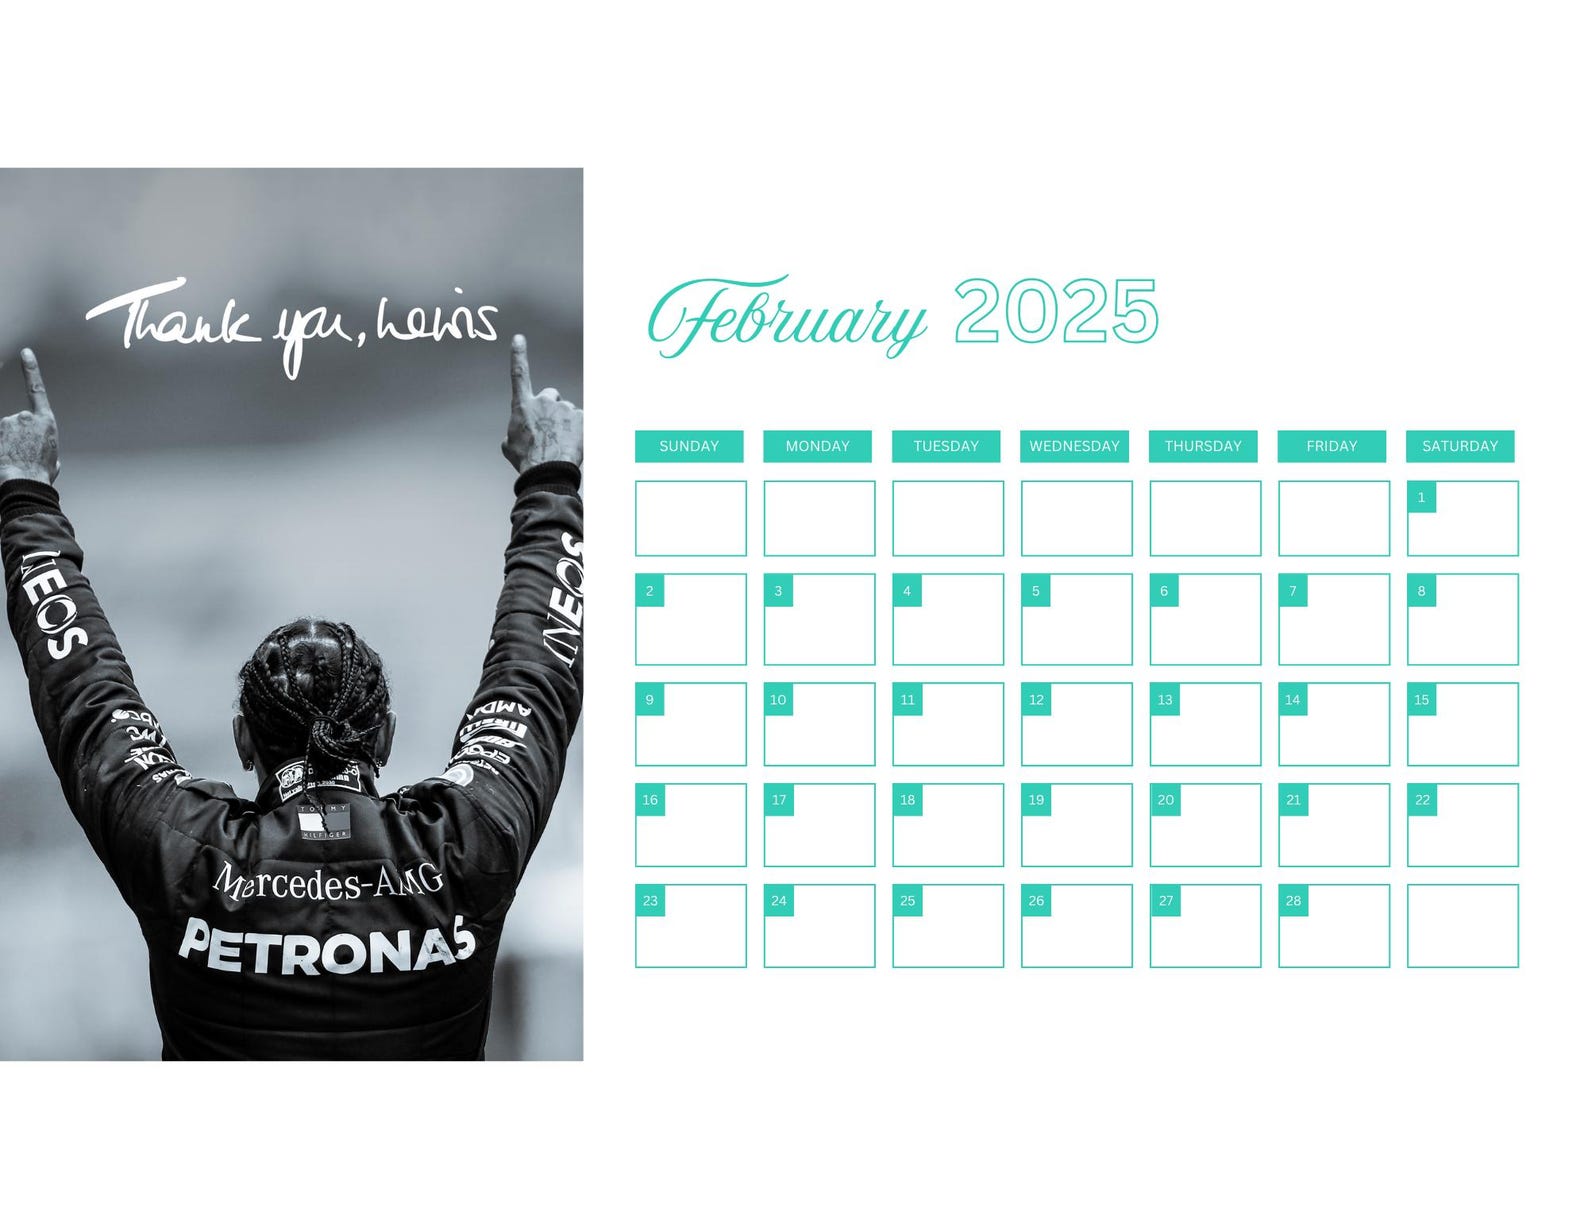 Thank you, Lewis
INEOS
INEOS
AMD
PIRELLI
TOMMY
HILFIGER
Mercedes-AMG
PETRONAS
February 2025
SUNDAY MONDAY TUESDAY WEDNESDAY THURSDAY FRIDAY SATURDAY
1
2 3 4 5 6 7 8
9 10 11 12 13 14 15
16 17 18 19 20 21 22
23 24 25 26 27 28